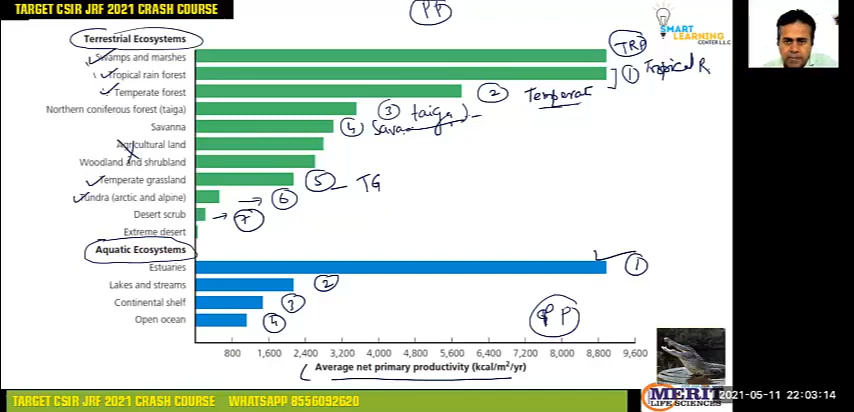 TARGET CSIR JRF 2021 CRASH COURSE
PP
SMART
LEARNING
CENTER L.L.C
Terrestrial Ecosystems
Swamps and marshes
TRF
Tropical rain forest
1 Tropical R
Temperate forest
2 Temperat
Northern coniferous forest (taiga)
3 taiga
Savanna
4 Sava
Agricultural land
Woodland and shrubland
Temperate grassland
5 TG
Tundra (arctic and alpine)
6
Desert scrub
7
Extreme desert
Aquatic Ecosystems
Estuaries
1
Lakes and streams
2
Continental shelf
3
Open ocean
4
PP
800 1,600 2,400 3,200 4,000 4,800 5,600 6,400 7,200 8,000 8,800 9,600
Average net primary productivity (kcal/m²/yr)
TARGET CSIR JRF 2021 CRASH COURSE WHATSAPP 8556092620
MERIT
LIFE SCIENCES
2021-05-11 22:03:14